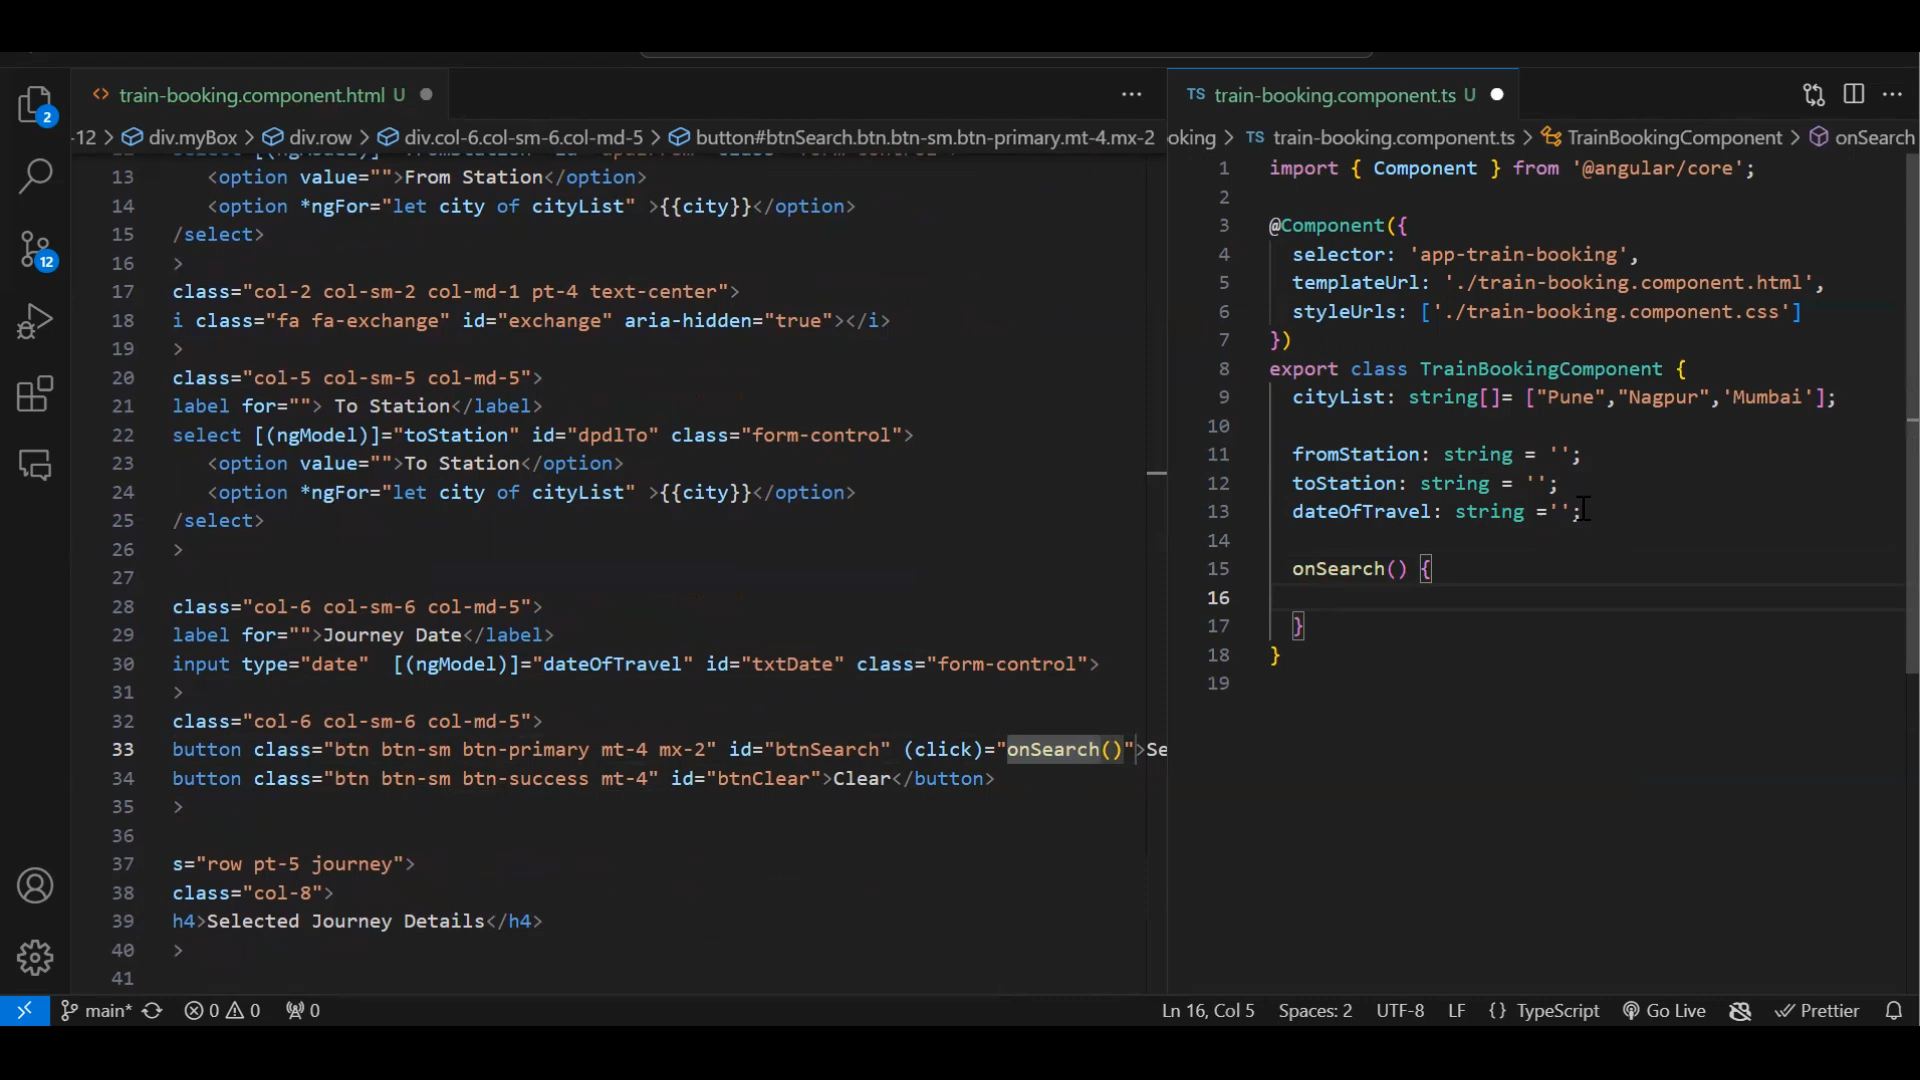 train-booking.component.html U
train-booking.component.ts U
-12 > div.myBox > div.row > div.col-6.col-sm-6.col-md-5 > button#btnSearch.btn.btn-sm.btn-primary.mt-4.mx-2
ooking > TS train-booking.component.ts > TrainBookingComponent > onSearch
13 <option value="">From Station</option>
14 <option *ngFor="let city of cityList" >{{city}}</option>
15 /select>
16 >
17 class="col-2 col-sm-2 col-md-1 pt-4 text-center">
18 i class="fa fa-exchange" id="exchange" aria-hidden="true"></i>
19 >
20 class="col-5 col-sm-5 col-md-5">
21 label for=""> To Station</label>
22 select [(ngModel)]="toStation" id="dpdlTo" class="form-control">
23 <option value="">To Station</option>
24 <option *ngFor="let city of cityList" >{{city}}</option>
25 /select>
26 >
27
28 class="col-6 col-sm-6 col-md-5">
29 label for="">Journey Date</label>
30 input type="date"  [(ngModel)]="dateOfTravel" id="txtDate" class="form-control">
31 >
32 class="col-6 col-sm-6 col-md-5">
33 button class="btn btn-sm btn-primary mt-4 mx-2" id="btnSearch" (click)="onSearch()">Se
34 button class="btn btn-sm btn-success mt-4" id="btnClear">Clear</button>
35 >
36
37 s="row pt-5 journey">
38 class="col-8">
39 h4>Selected Journey Details</h4>
40 >
41
1 import { Component } from '@angular/core';
2
3 @Component({
4 selector: 'app-train-booking',
5 templateUrl: './train-booking.component.html',
6 styleUrls: ['./train-booking.component.css']
7 })
8 export class TrainBookingComponent {
9 cityList: string[]= ["Pune","Nagpur",'Mumbai'];
10
11 fromStation: string = '';
12 toStation: string = '';
13 dateOfTravel: string ='';
14
15 onSearch() {
16
17 }
18 }
19
2
12
main* 0 0 0 Ln 16, Col 5 Spaces: 2 UTF-8 LF {} TypeScript Go Live Prettier